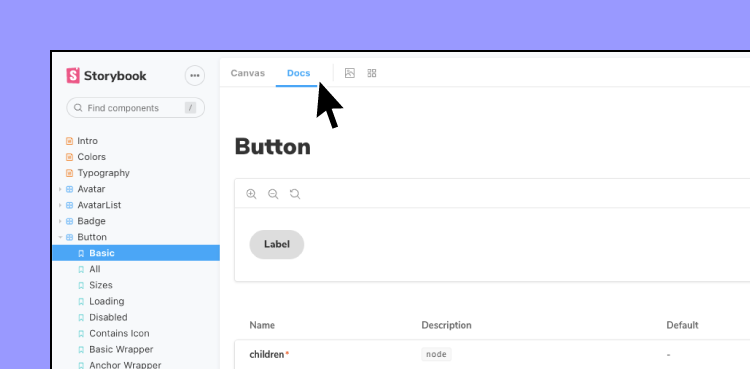 Storybook
Find components /
Intro
Colors
Typography
Avatar
AvatarList
Badge
Button
Basic
All
Sizes
Loading
Disabled
Contains Icon
Basic Wrapper
Anchor Wrapper
Canvas Docs
Button
Label
Name Description Default
children* node -